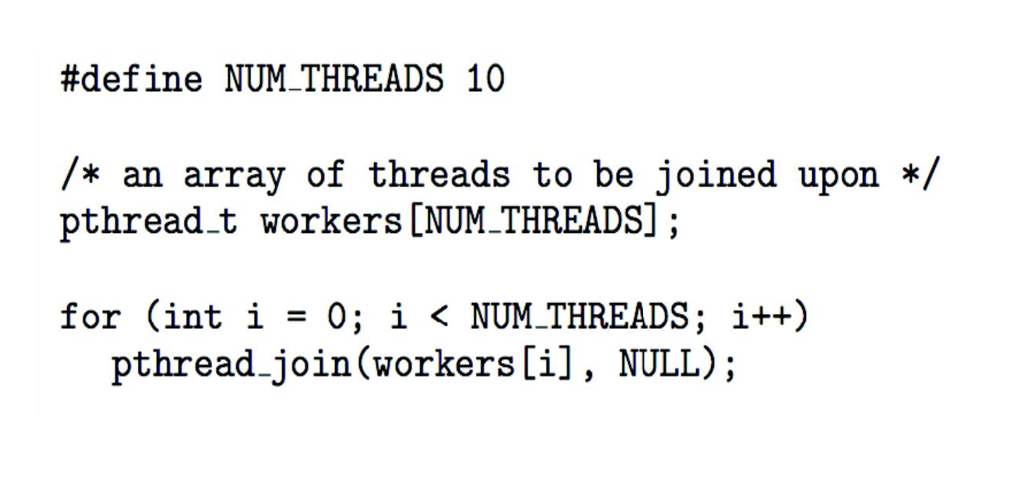 #define NUM_THREADS 10
/* an array of threads to be joined upon */
pthread_t workers[NUM_THREADS];
for (int i = 0; i < NUM_THREADS; i++)
pthread_join(workers[i], NULL);